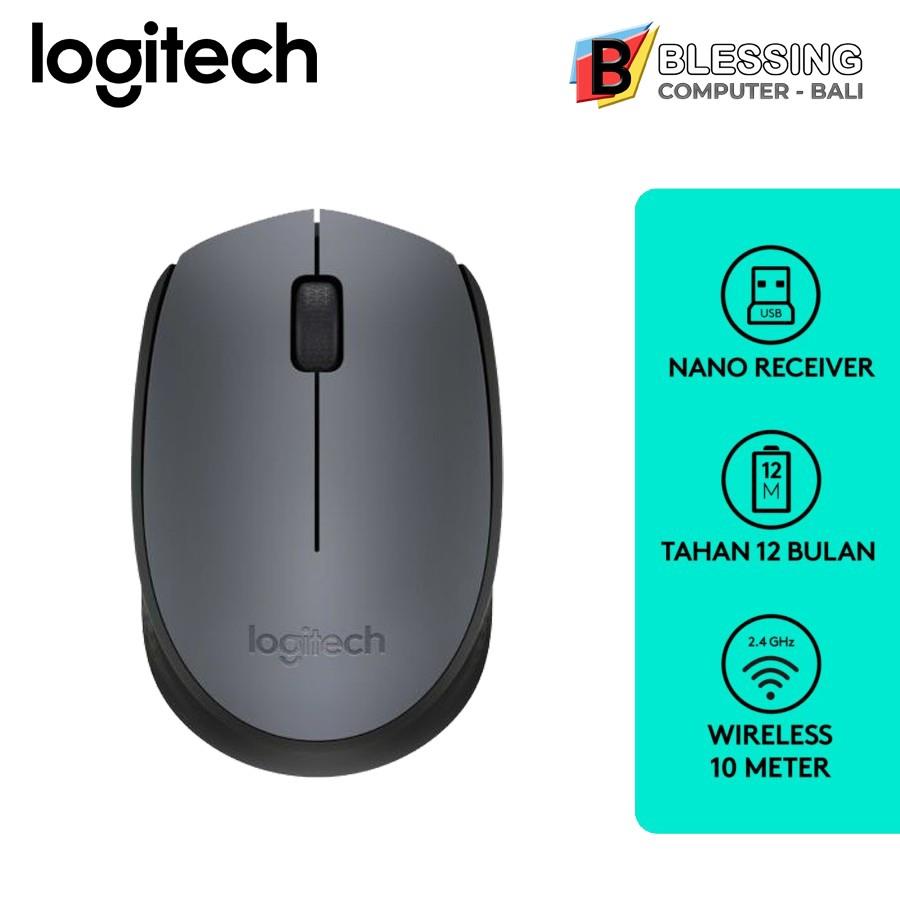 logitech
B
BLESSING
COMPUTER - BALI
logitech
USB
NANO RECEIVER
12
M
TAHAN 12 BULAN
2.4 GHz
WIRELESS
10 METER